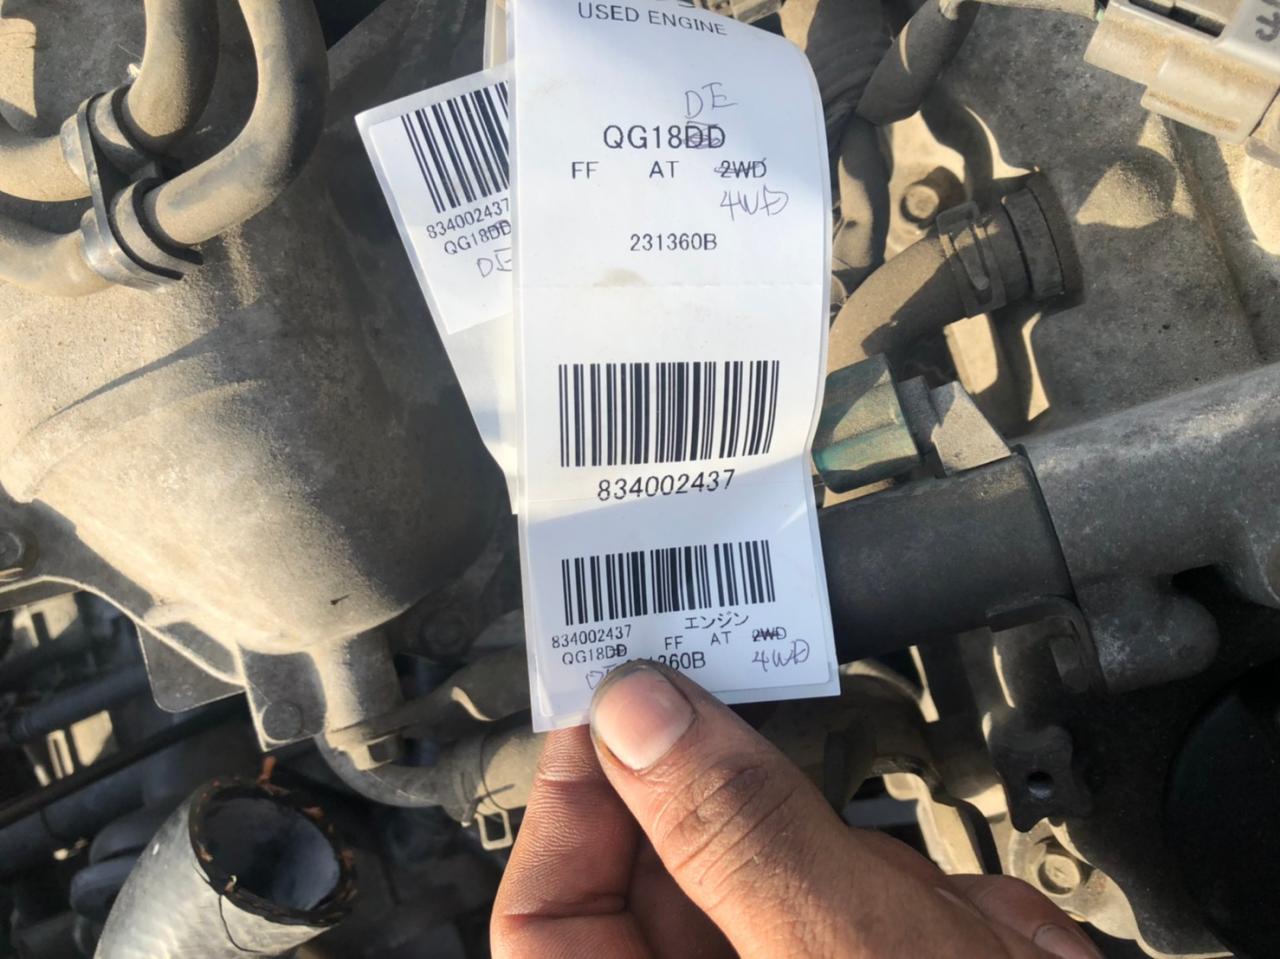 USED ENGINE
DE
QG18DD
FF AT 2WD
4WD
231360B
834002437
834002437 エンジン
QG18DD FF AT 2WD
DE 4WD
834002437
QG18DD
DE